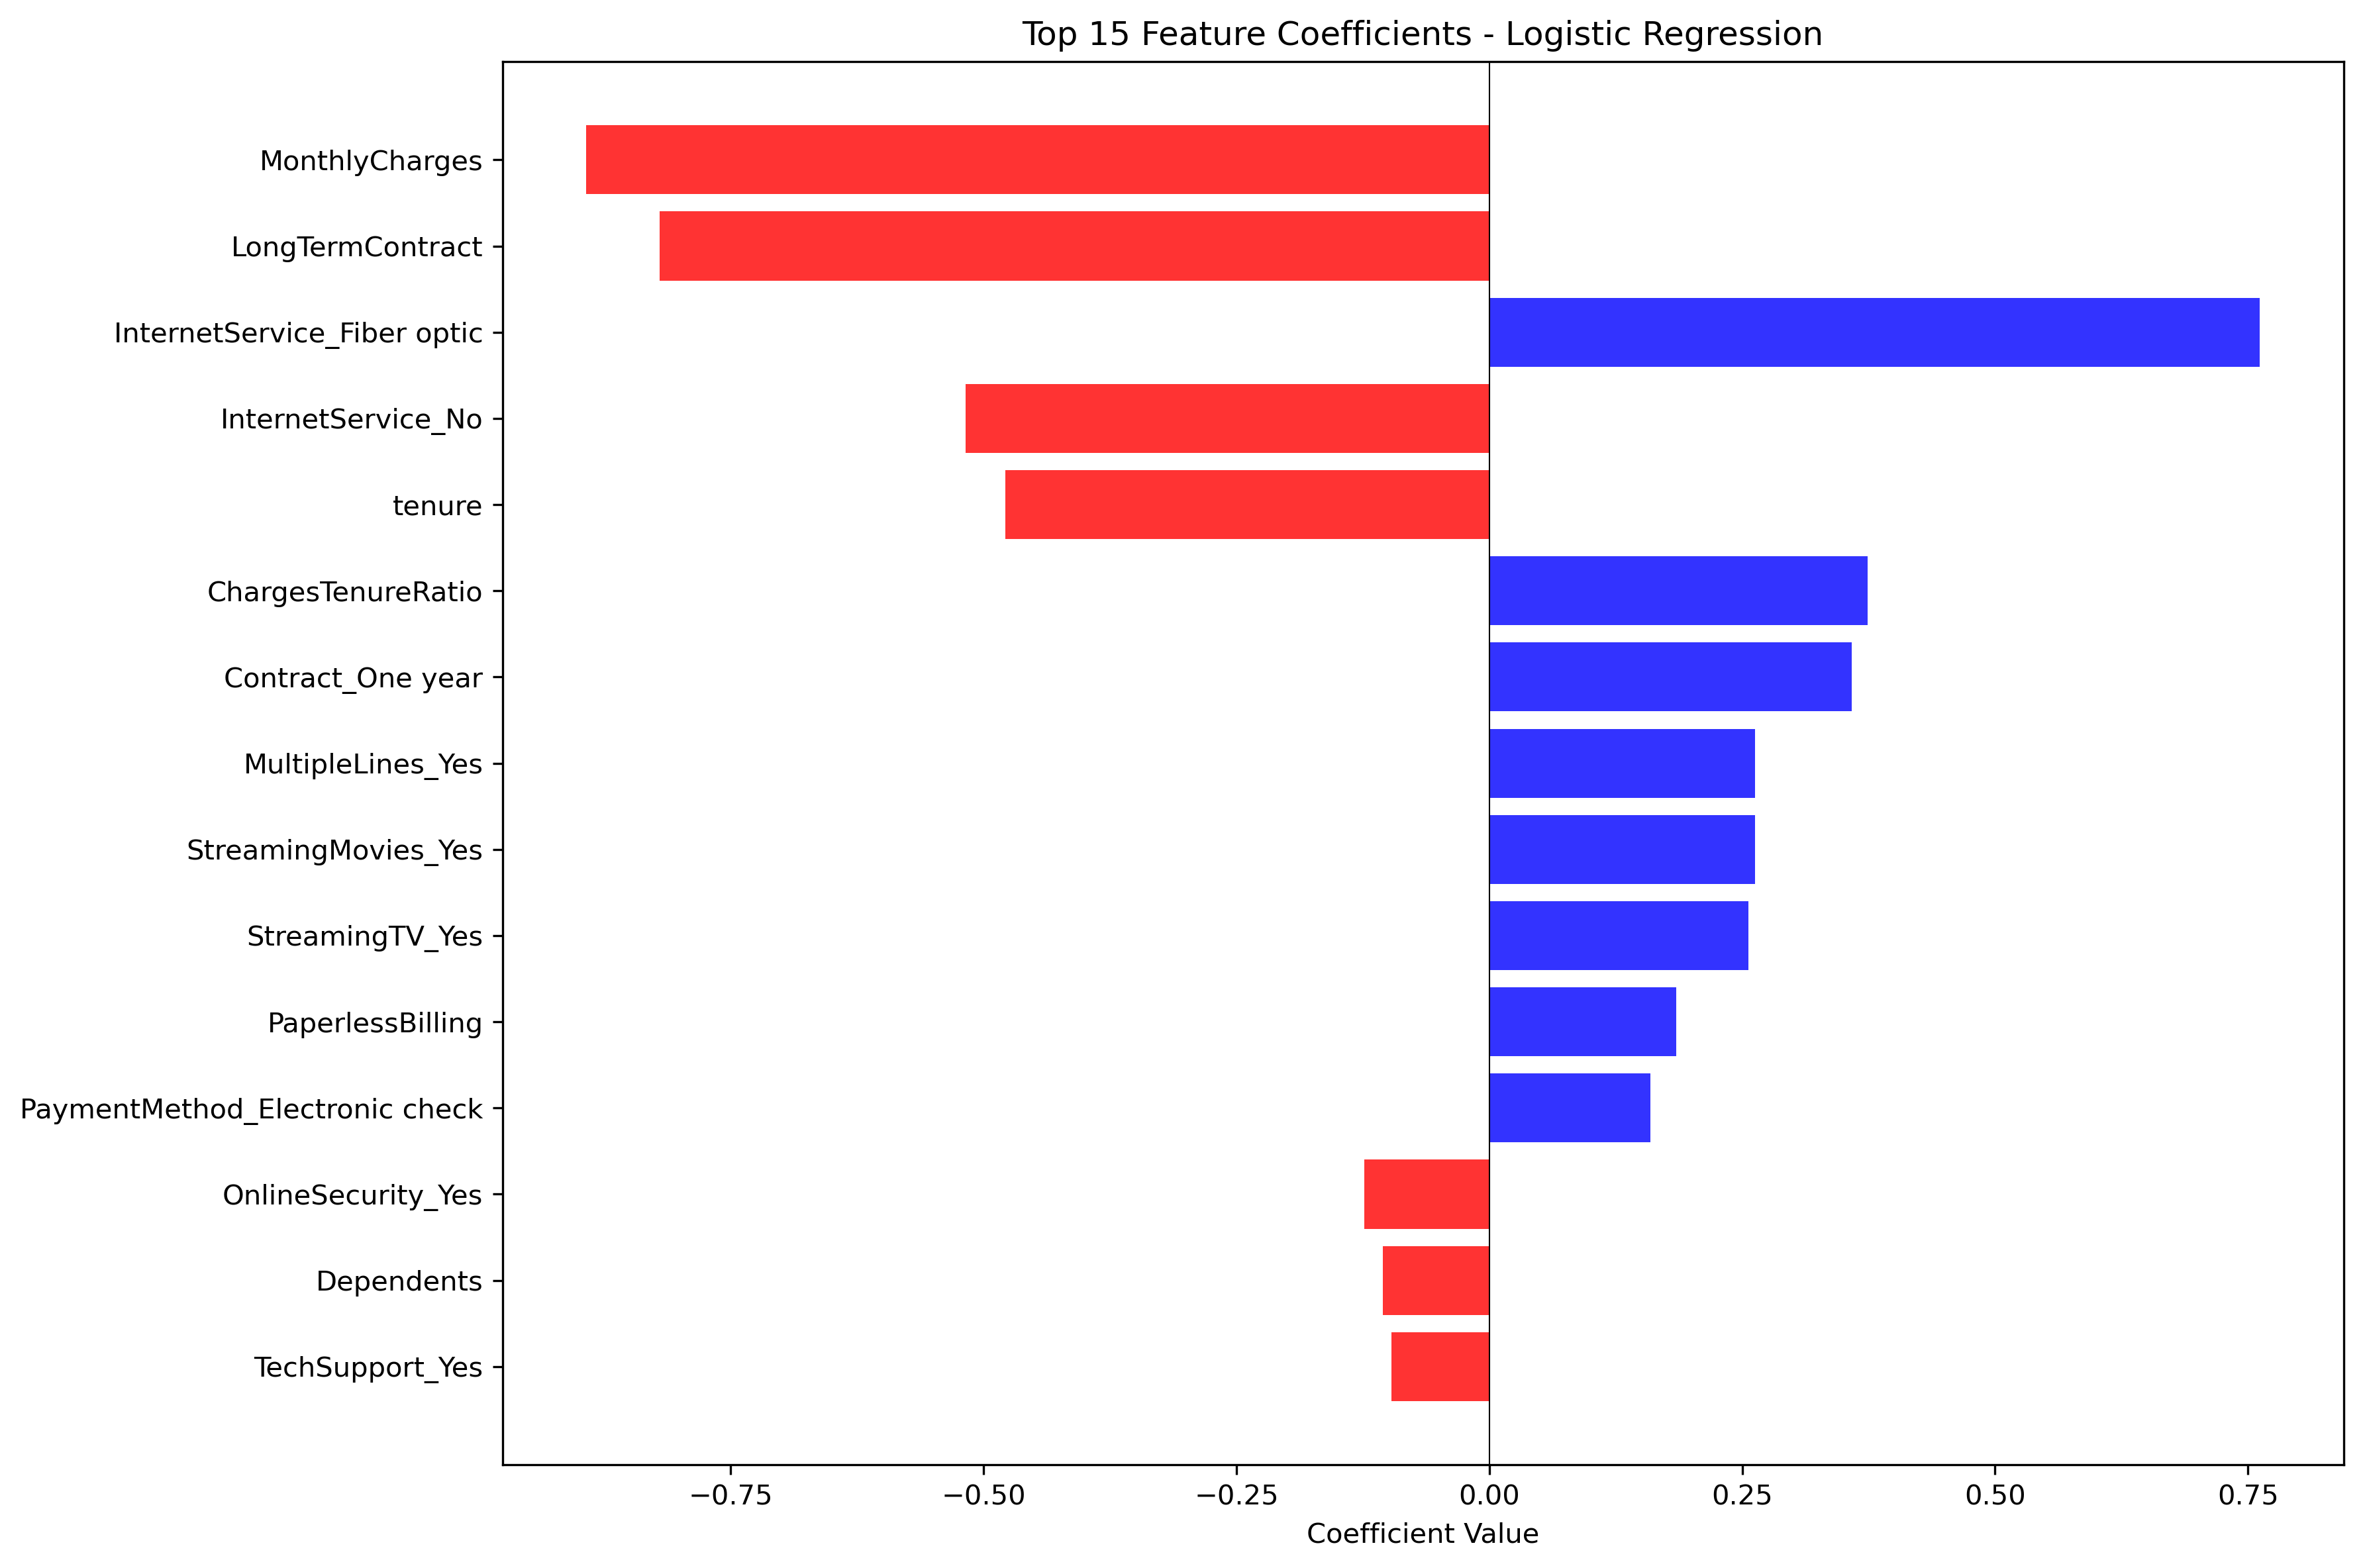 Top 15 Feature Coefficients - Logistic Regression
MonthlyCharges
LongTermContract
InternetService_Fiber optic
InternetService_No
tenure
ChargesTenureRatio
Contract_One year
MultipleLines_Yes
StreamingMovies_Yes
StreamingTV_Yes
PaperlessBilling
PaymentMethod_Electronic check
OnlineSecurity_Yes
Dependents
TechSupport_Yes
−0.75 −0.50 −0.25 0.00 0.25 0.50 0.75
Coefficient Value